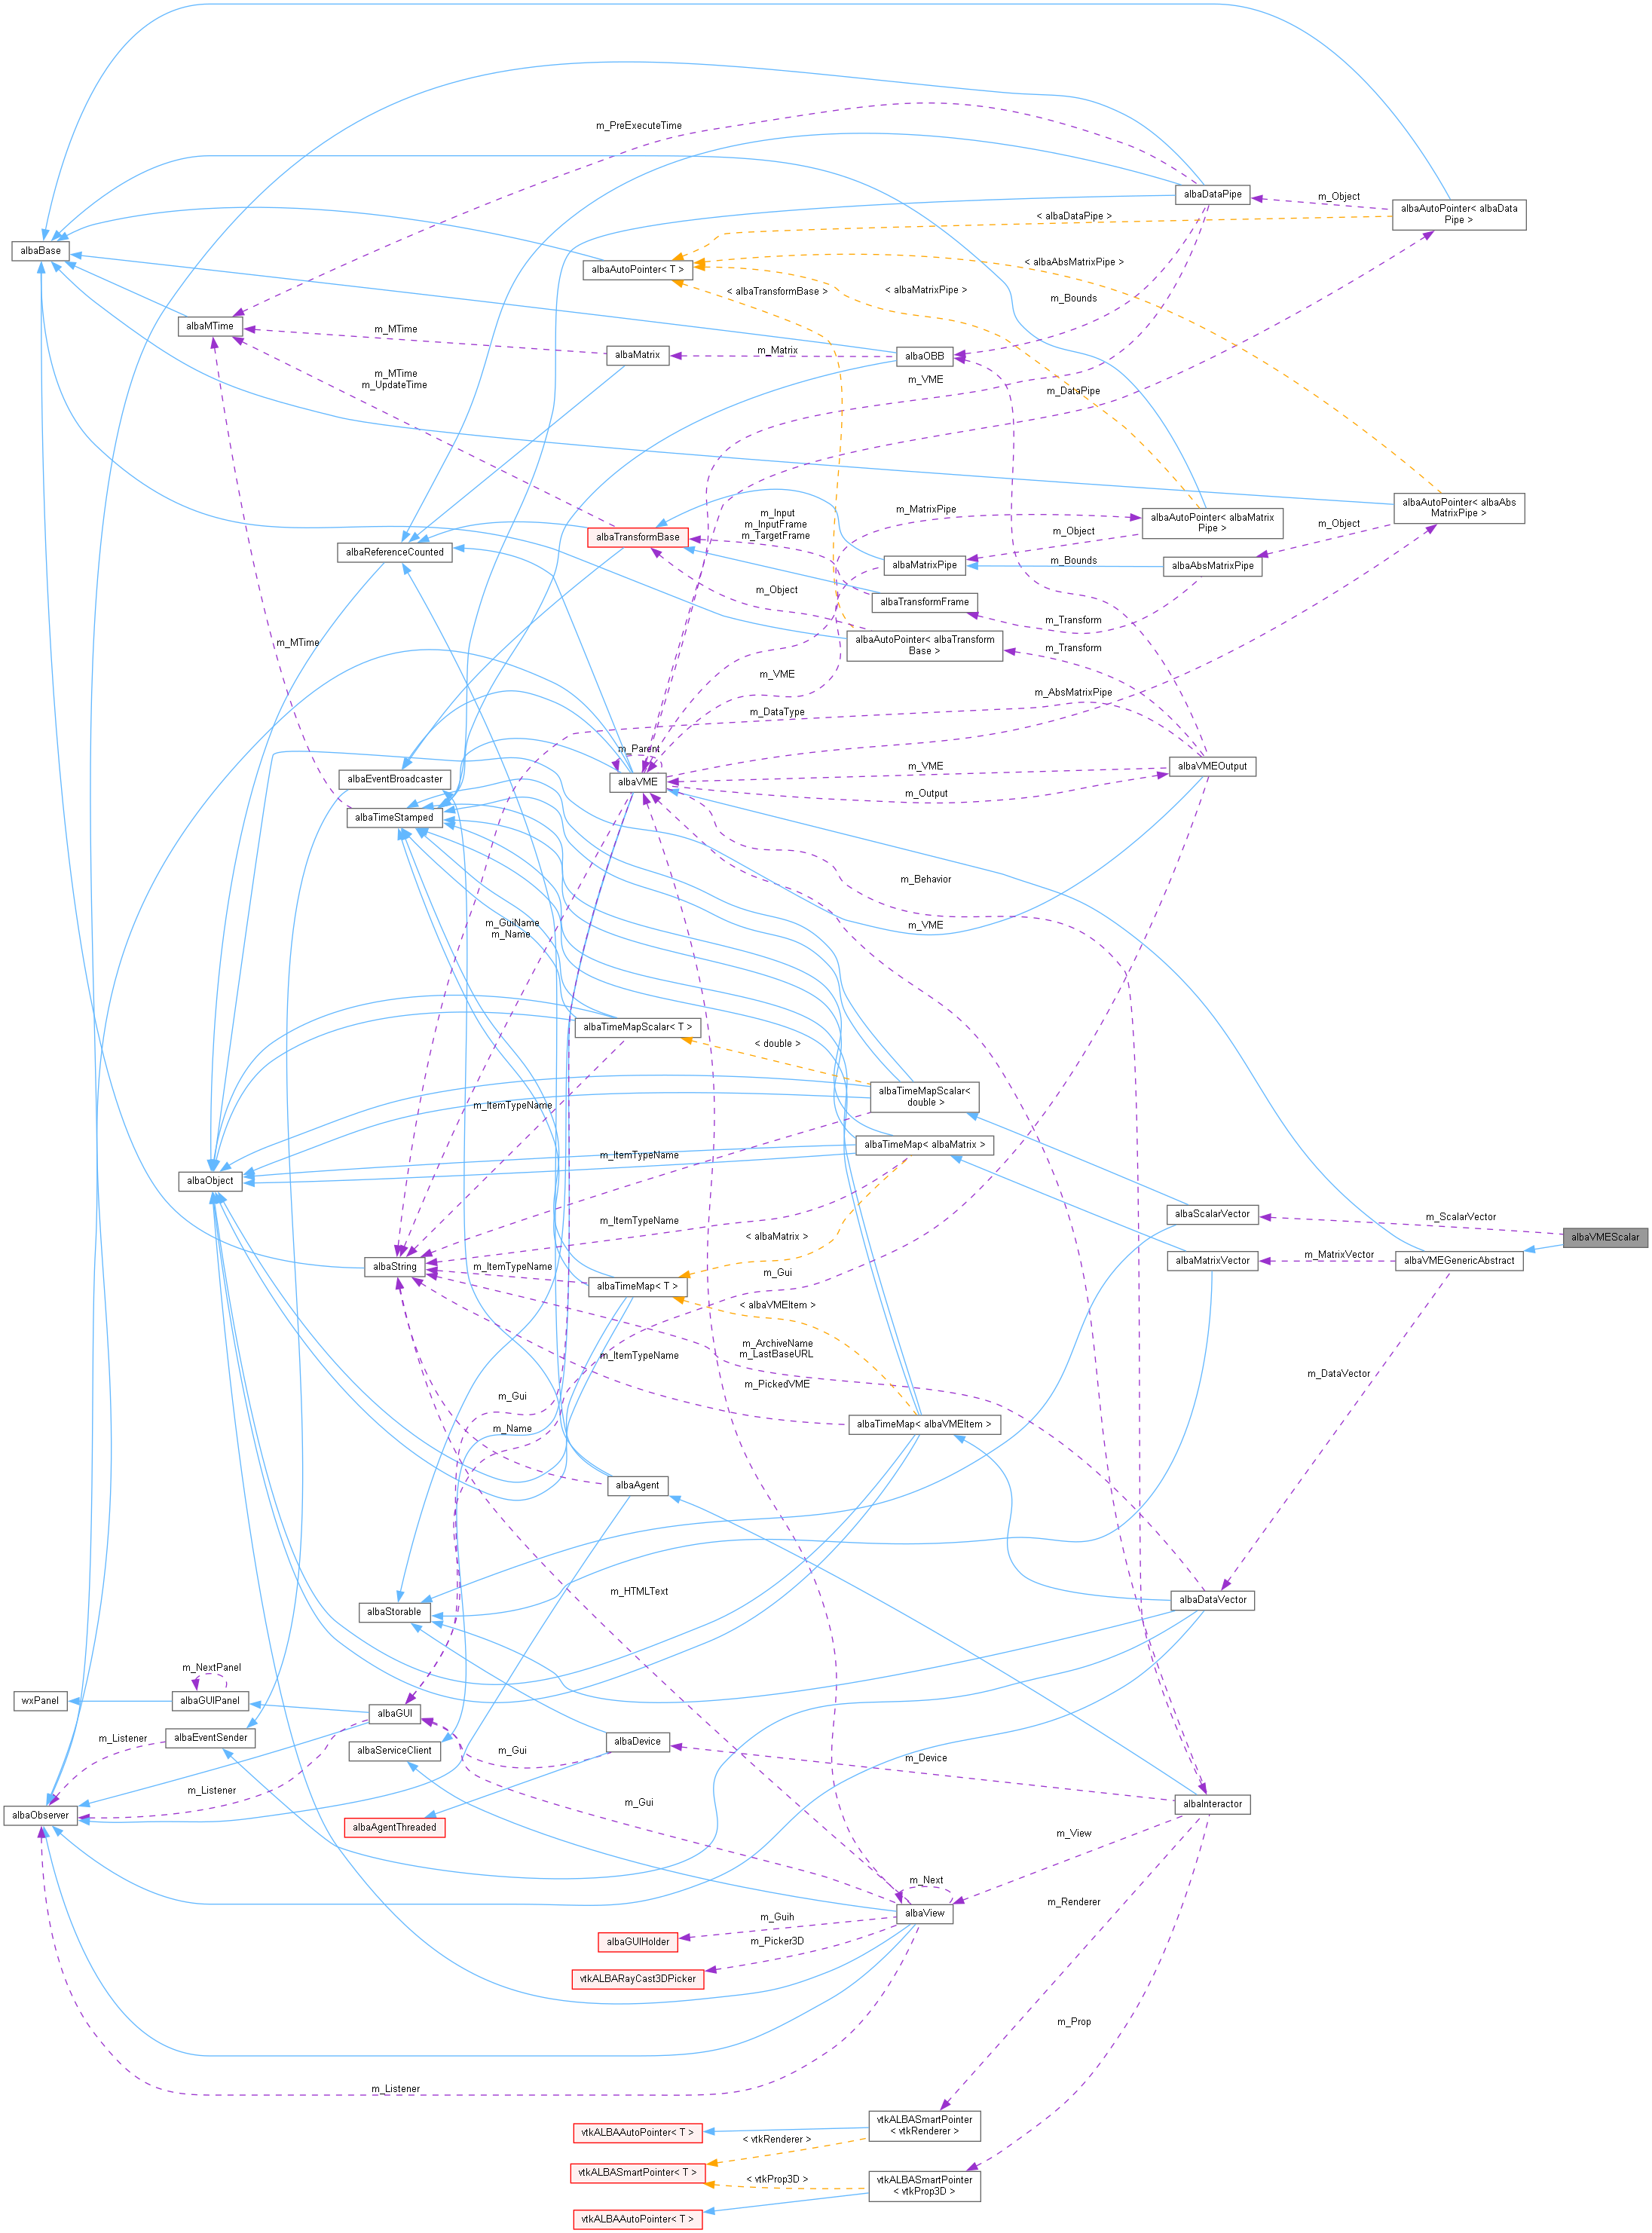 m_PreExecuteTime
albaDataPipe
m_Object
albaAutoPointer< albaData
Pipe >
< albaDataPipe >
albaBase
albaAutoPointer< T >
< albaAbsMatrixPipe >
< albaTransformBase >
< albaMatrixPipe >
m_Bounds
albaMTime
m_MTime
albaMatrix
m_Matrix
albaOBB
m_MTime
m_UpdateTime
m_VME
m_DataPipe
albaAutoPointer< albaAbs
MatrixPipe >
m_Input
m_InputFrame
m_TargetFrame
m_MatrixPipe
albaAutoPointer< albaMatrix
Pipe >
m_Object
m_Object
albaTransformBase
albaReferenceCounted
albaMatrixPipe
m_Bounds
albaAbsMatrixPipe
m_Object
albaTransformFrame
m_Transform
albaAutoPointer< albaTransform
Base >
m_Transform
m_MTime
m_VME
m_AbsMatrixPipe
m_DataType
m_Parent
albaEventBroadcaster
albaVME
m_VME
albaVMEOutput
m_Output
albaTimeStamped
m_Behavior
m_GuiName
m_Name
m_VME
albaTimeMapScalar< T >
< double >
albaTimeMapScalar<
double >
m_ItemTypeName
albaTimeMap< albaMatrix >
m_ItemTypeName
albaObject
albaScalarVector
m_ScalarVector
albaVMEScalar
m_ItemTypeName
< albaMatrix >
albaString
m_ItemTypeName
m_Gui
albaMatrixVector
m_MatrixVector
albaVMEGenericAbstract
albaTimeMap< T >
< albaVMEItem >
m_ArchiveName
m_LastBaseURL
m_ItemTypeName
m_DataVector
m_PickedVME
m_Gui
m_Name
albaTimeMap< albaVMEItem >
albaAgent
m_HTMLText
albaStorable
albaDataVector
m_NextPanel
wxPanel
albaGUIPanel
albaGUI
albaEventSender
m_Listener
albaServiceClient
m_Gui
albaDevice
m_Device
m_Listener
m_Gui
albaObserver
albaAgentThreaded
albaInteractor
m_View
m_Next
m_Renderer
albaView
m_Guih
albaGUIHolder
m_Picker3D
vtkALBARayCast3DPicker
m_Prop
m_Listener
vtkALBASmartPointer
< vtkRenderer >
vtkALBAAutoPointer< T >
< vtkRenderer >
vtkALBASmartPointer< T >
< vtkProp3D >
vtkALBASmartPointer
< vtkProp3D >
vtkALBAAutoPointer< T >